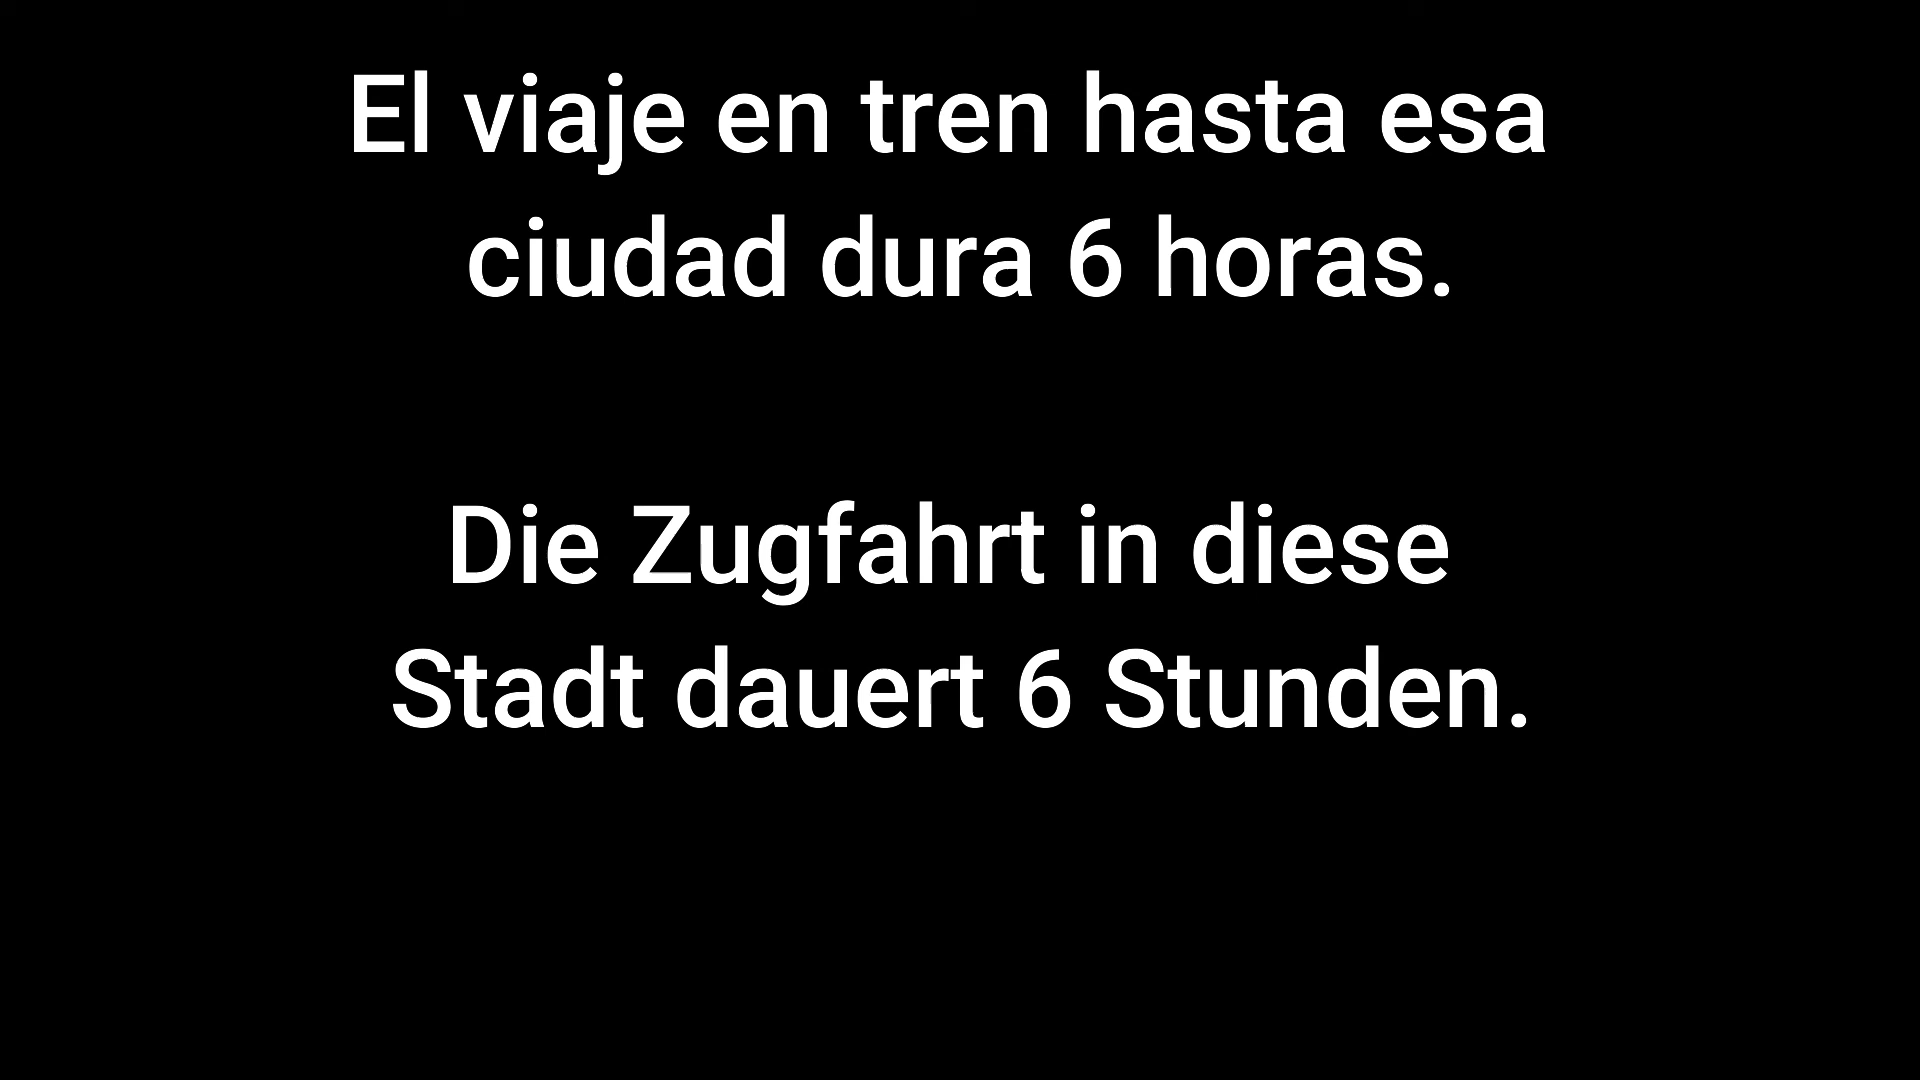 El viaje en tren hasta esa
ciudad dura 6 horas.
Die Zugfahrt in diese
Stadt dauert 6 Stunden.